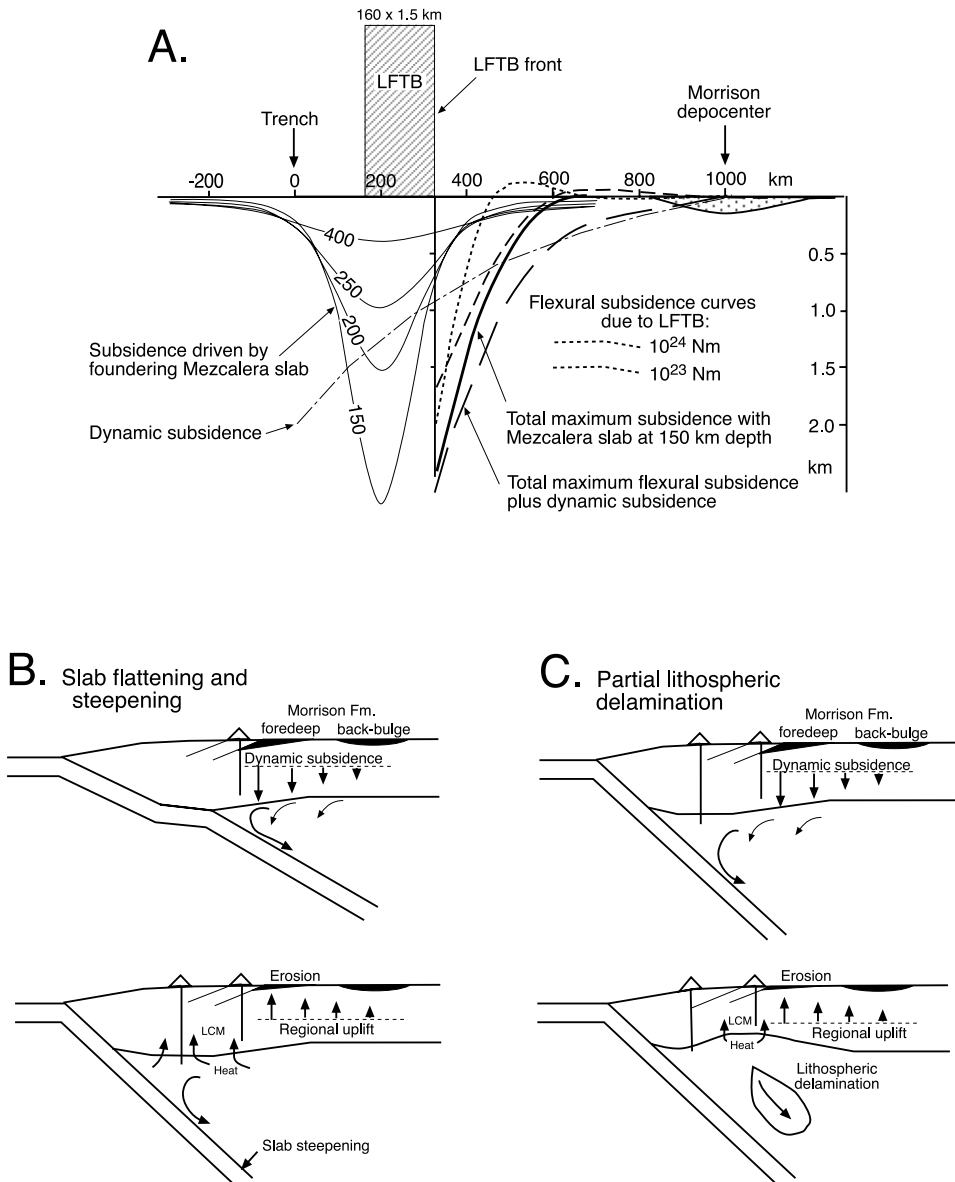 A.
160 x 1.5 km
LFTB
LFTB front
Trench
Morrison
depocenter
-200
0
200
400
600
800
1000
km
400
250
200
150
0.5
1.0
1.5
2.0
km
Subsidence driven by
foundering Mezcalera slab
Dynamic subsidence
Flexural subsidence curves
due to LFTB:
10²⁴ Nm
10²³ Nm
Total maximum subsidence with
Mezcalera slab at 150 km depth
Total maximum flexural subsidence
plus dynamic subsidence
B. Slab flattening and
steepening
Morrison Fm.
foredeep back-bulge
Dynamic subsidence
Erosion
Regional uplift
LCM
Heat
Slab steepening
C. Partial lithospheric
delamination
Morrison Fm.
foredeep back-bulge
Dynamic subsidence
Erosion
LCM
Regional uplift
Heat
Lithospheric
delamination